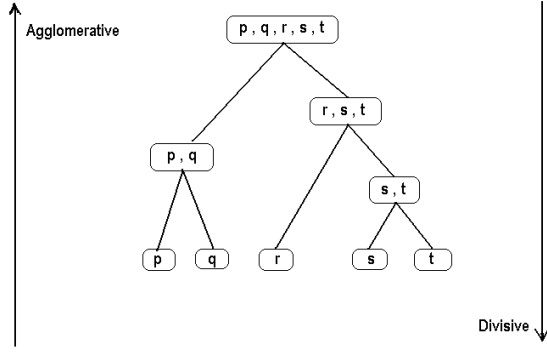 p , q , r , s , t
Agglomerative
r , s , t
p , q
s , t
p
q
r
s
t
Divisive